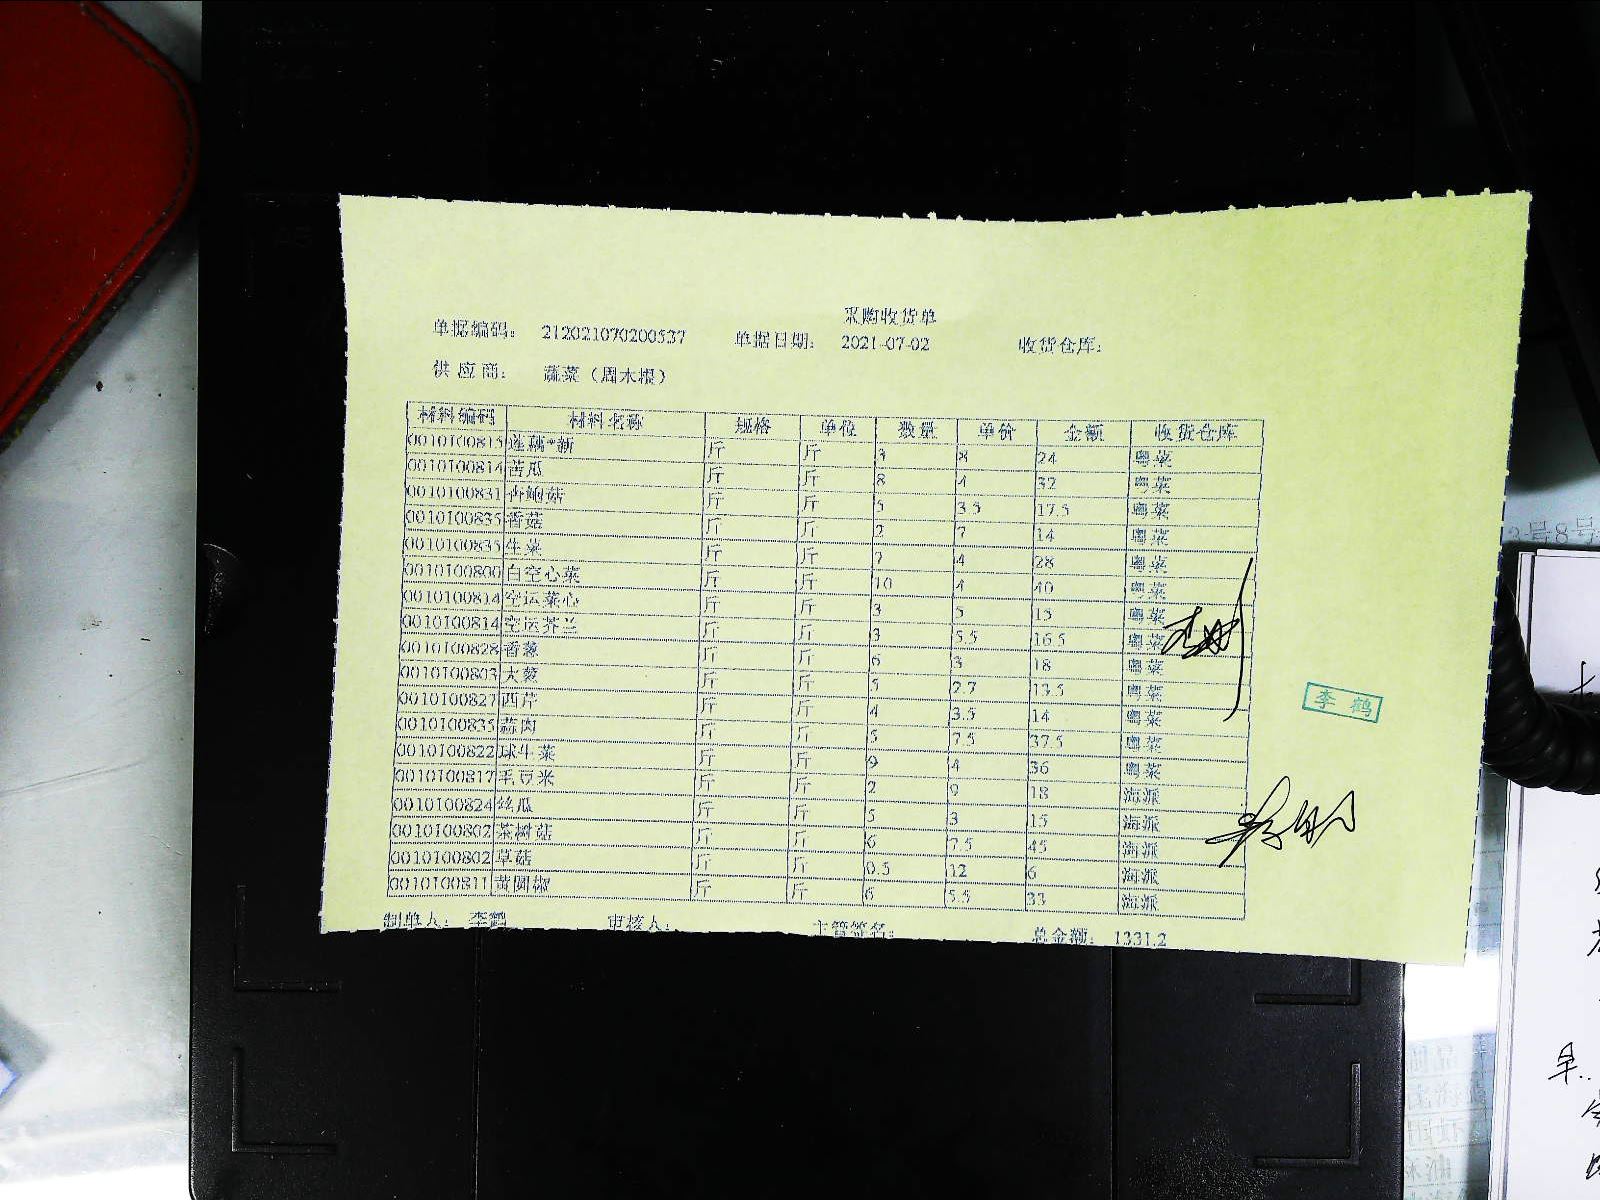 采购收货单
单据编码： 212021070200537 单据日期： 2021-07-02 收货仓库：
供应商： 蔬菜（周木根）
材料编码 材料名称 规格 单位 数量 单价 金额 收货仓库
0010100815 莲藕*新 斤 斤 3 8 24 粤菜
0010100814 苦瓜 斤 斤 8 4 32 粤菜
0010100831 杏鲍菇 斤 斤 5 3.5 17.5 粤菜
0010100835 香菇 斤 斤 2 7 14 粤菜
0010100835 生菜 斤 斤 7 4 28 粤菜
0010100800 白空心菜 斤 斤 10 4 40 粤菜
0010100814 空运菜心 斤 斤 3 5 15 粤菜
0010100814 空运芥兰 斤 斤 3 5.5 16.5 粤菜
0010100828 香葱 斤 斤 6 3 18 粤菜
0010100803 大葱 斤 斤 5 2.7 13.5 粤菜
0010100827 西芹 斤 斤 4 3.5 14 粤菜
0010100835 蒜肉 斤 斤 5 7.5 37.5 粤菜
0010100822 球生菜 斤 斤 9 4 36 粤菜
0010100817 毛豆米 斤 斤 2 9 18 海派
0010100824 丝瓜 斤 斤 5 3 15 海派
0010100802 茶树菇 斤 斤 6 7.5 45 海派
0010100802 草菇 斤 斤 0.5 12 6 海派
0010100811 黄圆椒 斤 斤 6 5.5 33 海派
制单人： 李鹤 审核人： 主管签名： 总金额： 1331.2
李鹤
2号8号
早